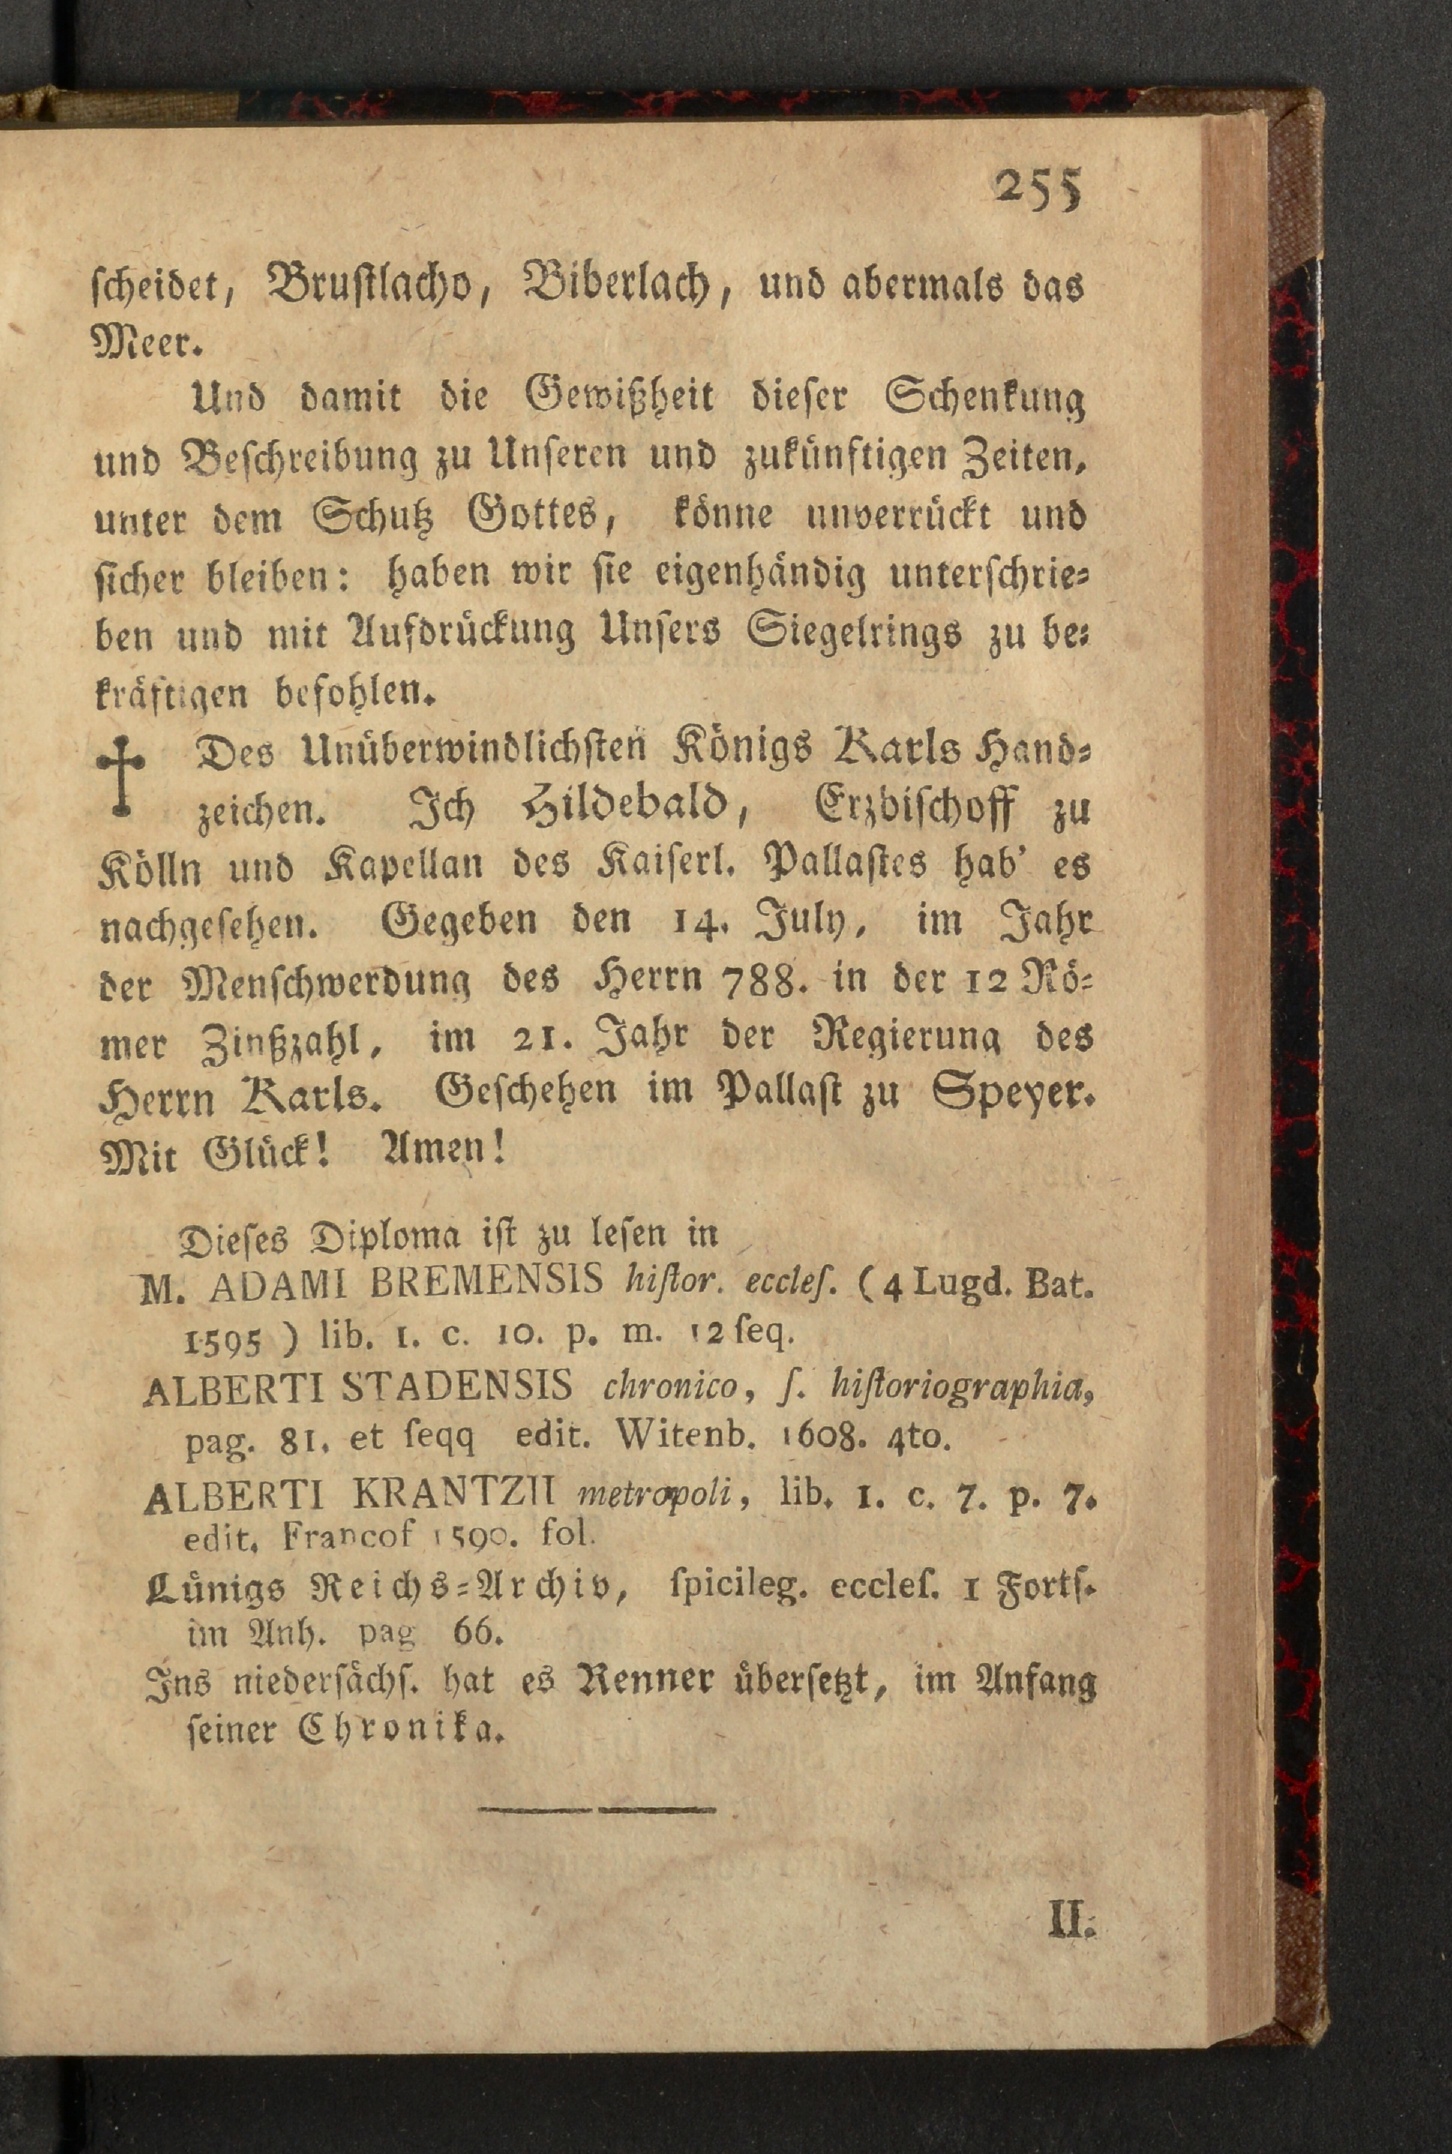 255
ſcheidet, Bruſtlacho, Biberlach, und abermals das
Meer.
Und damit die Gewißheit dieſer Schenkung
und Beſchreibung zu Unſeren und zukünftigen Zeiten,
unter dem Schutz Gottes, könne unverrückt und
ſicher bleiben: haben wir ſie eigenhändig unterſchrie⸗
ben und mit Aufdrückung Unſers Siegelrings zu be⸗
kräftigen befohlen.
† Des Unüberwindlichſten Königs Karls Hand⸗
zeichen. Ich Hildebald, Erzbiſchoff zu
Kölln und Kapellan des Kaiſerl. Pallaſtes hab' es
nachgeſehen. Gegeben den 14. July, im Jahr
der Menſchwerdung des Herrn 788. in der 12 Rö⸗
mer Zinßzahl, im 21. Jahr der Regierung des
Herrn Karls. Geſchehen im Pallaſt zu Speyer.
Mit Glück! Amen!
Dieſes Diploma iſt zu leſen in
M. ADAMI BREMENSIS hiſtor. eccleſ. (4 Lugd. Bat.
1595 ) lib. 1. c. 10. p. m. 12 ſeq.
ALBERTI STADENSIS chronico, ſ. hiſtoriographia,
pag. 81. et ſeqq edit. Witenb. 1608. 4to.
ALBERTI KRANTZII metropoli, lib. 1. c. 7. p. 7.
edit. Francof 1590. fol.
Lünigs Reichs⸗Archiv, ſpicileg. eccleſ. 1 Fortſ.
im Anh. pag 66.
Ins niederſächſ. hat es Renner überſetzt, im Anfang
ſeiner Chronika.
II.